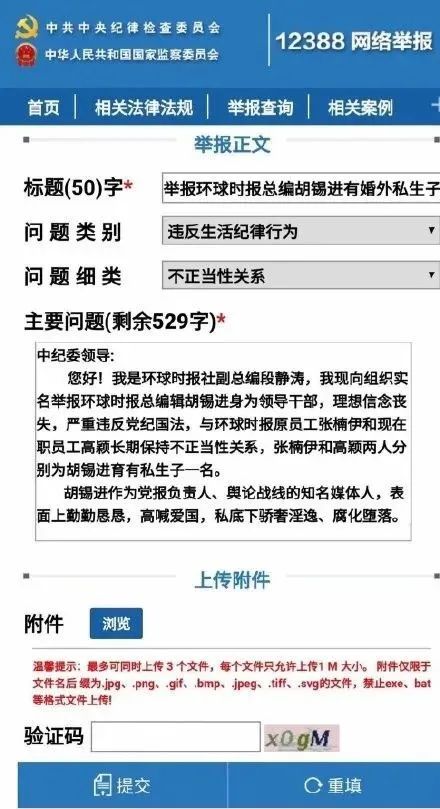 中共中央纪律检查委员会
中华人民共和国国家监察委员会
12388 网络举报
首页 相关法律法规 举报查询 相关案例
举报正文
标题(50)字* 举报环球时报总编胡锡进有婚外私生子
问题类别 违反生活纪律行为
问题细类 不正当性关系
主要问题(剩余529字)*
中纪委领导:
您好！我是环球时报社副总编段静涛，我现向组织实
名举报环球时报总编辑胡锡进身为领导干部，理想信念丧
失，严重违反党纪国法，与环球时报原员工张楠伊和现在
职员工高颖长期保持不正当性关系，张楠伊和高颖两人分
别为胡锡进育有私生子一名。
胡锡进作为党报负责人、舆论战线的知名媒体人，表
面上勤勤恳恳，高喊爱国，私底下骄奢淫逸、腐化堕落。
上传附件
附件 浏览
温馨提示：最多可同时上传 3 个文件，每个文件只允许上传1 M 大小。 附件仅限于
文件名后 缀为.jpg、.png、.gif、.bmp、.jpeg、.tiff、.svg的文件，禁止exe、bat
等格式文件上传!
验证码 x0gM
提交 重填